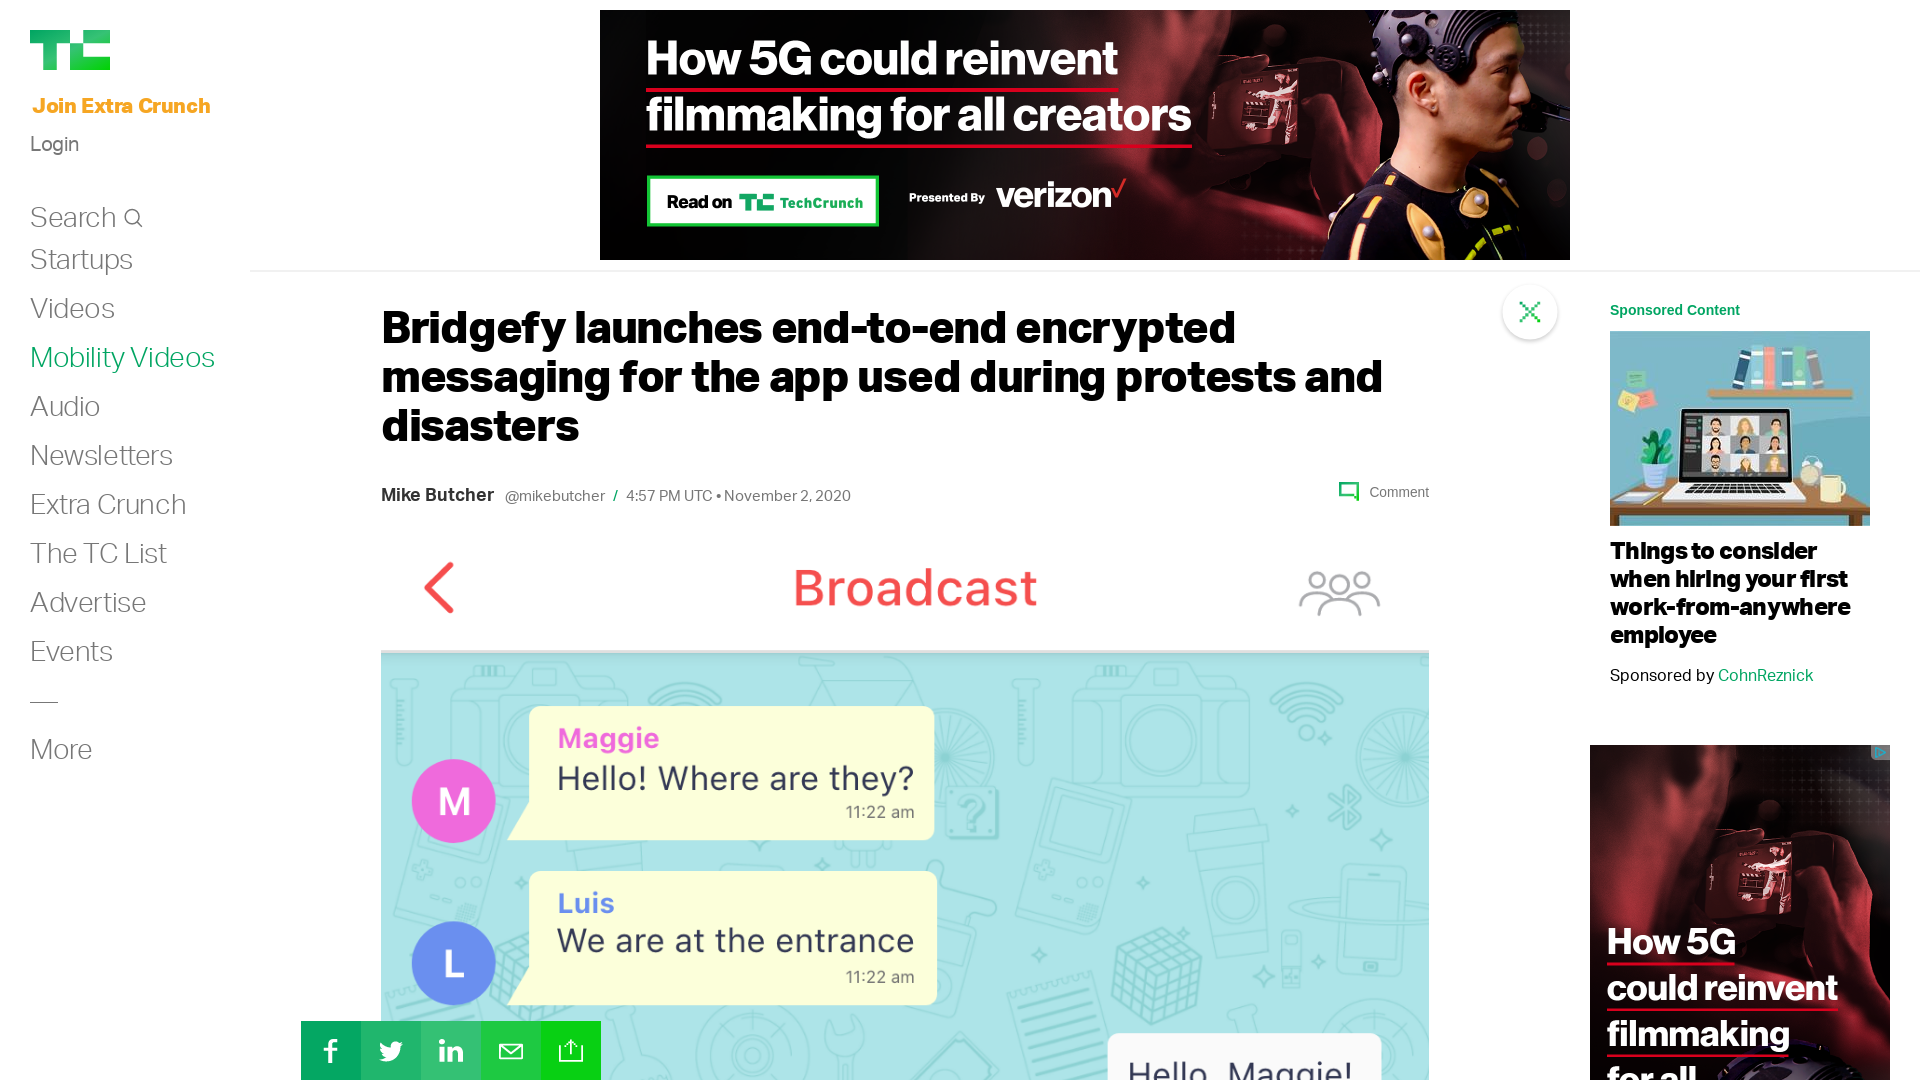 Join Extra Crunch
Login
Search
Startups
Videos
Mobility Videos
Audio
Newsletters
Extra Crunch
The TC List
Advertise
Events
More
How 5G could reinvent
filmmaking for all creators
Read on TC TechCrunch
Presented By verizon
Bridgefy launches end-to-end encrypted
messaging for the app used during protests and
disasters
Mike Butcher @mikebutcher / 4:57 PM UTC • November 2, 2020
Comment
Broadcast
Maggie
M
Hello! Where are they?
11:22 am
Luis
L
We are at the entrance
11:22 am
Hello, Maggie!
Sponsored Content
Things to consider
when hiring your first
work-from-anywhere
employee
Sponsored by CohnReznick
How 5G
could reinvent
filmmaking
for all